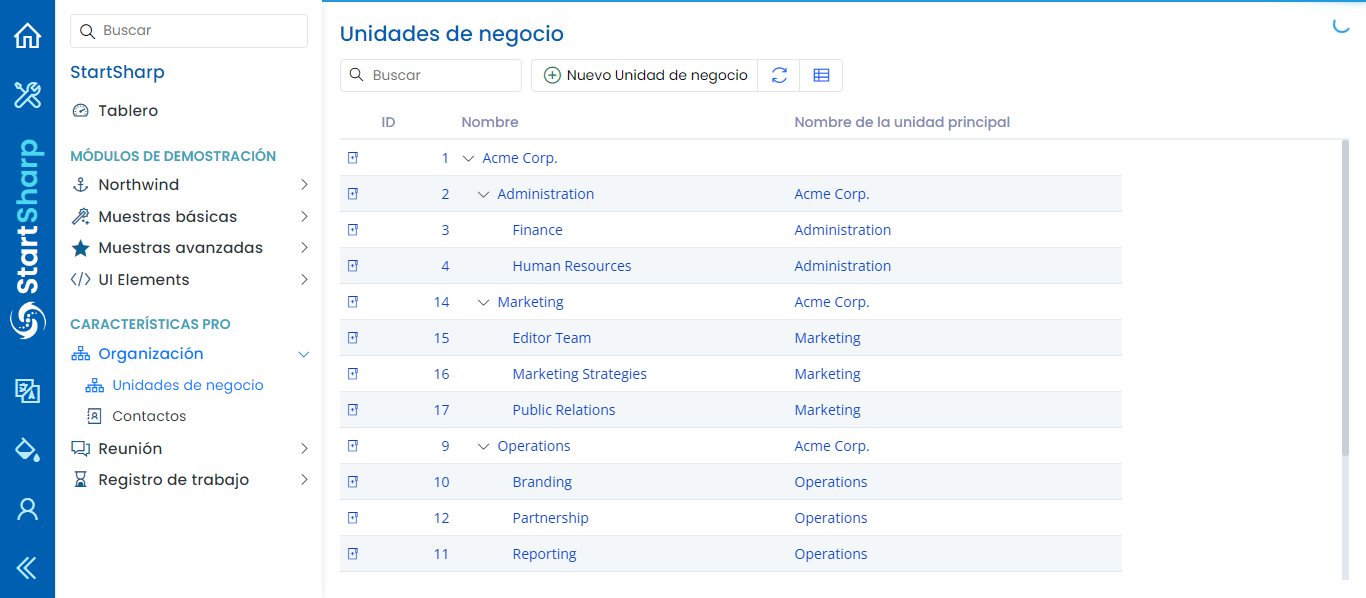 StartSharp
Buscar
StartSharp
Tablero
MÓDULOS DE DEMOSTRACIÓN
Northwind
Muestras básicas
Muestras avanzadas
UI Elements
CARACTERÍSTICAS PRO
Organización
Unidades de negocio
Contactos
Reunión
Registro de trabajo
Unidades de negocio
Buscar
Nuevo Unidad de negocio
ID Nombre Nombre de la unidad principal
1 Acme Corp.
2 Administration Acme Corp.
3 Finance Administration
4 Human Resources Administration
14 Marketing Acme Corp.
15 Editor Team Marketing
16 Marketing Strategies Marketing
17 Public Relations Marketing
9 Operations Acme Corp.
10 Branding Operations
12 Partnership Operations
11 Reporting Operations